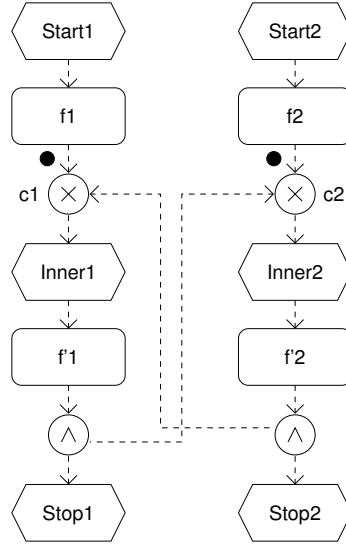 Start1 Start2
f1 f2
c1 × × c2
Inner1 Inner2
f'1 f'2
∧ ∧
Stop1 Stop2